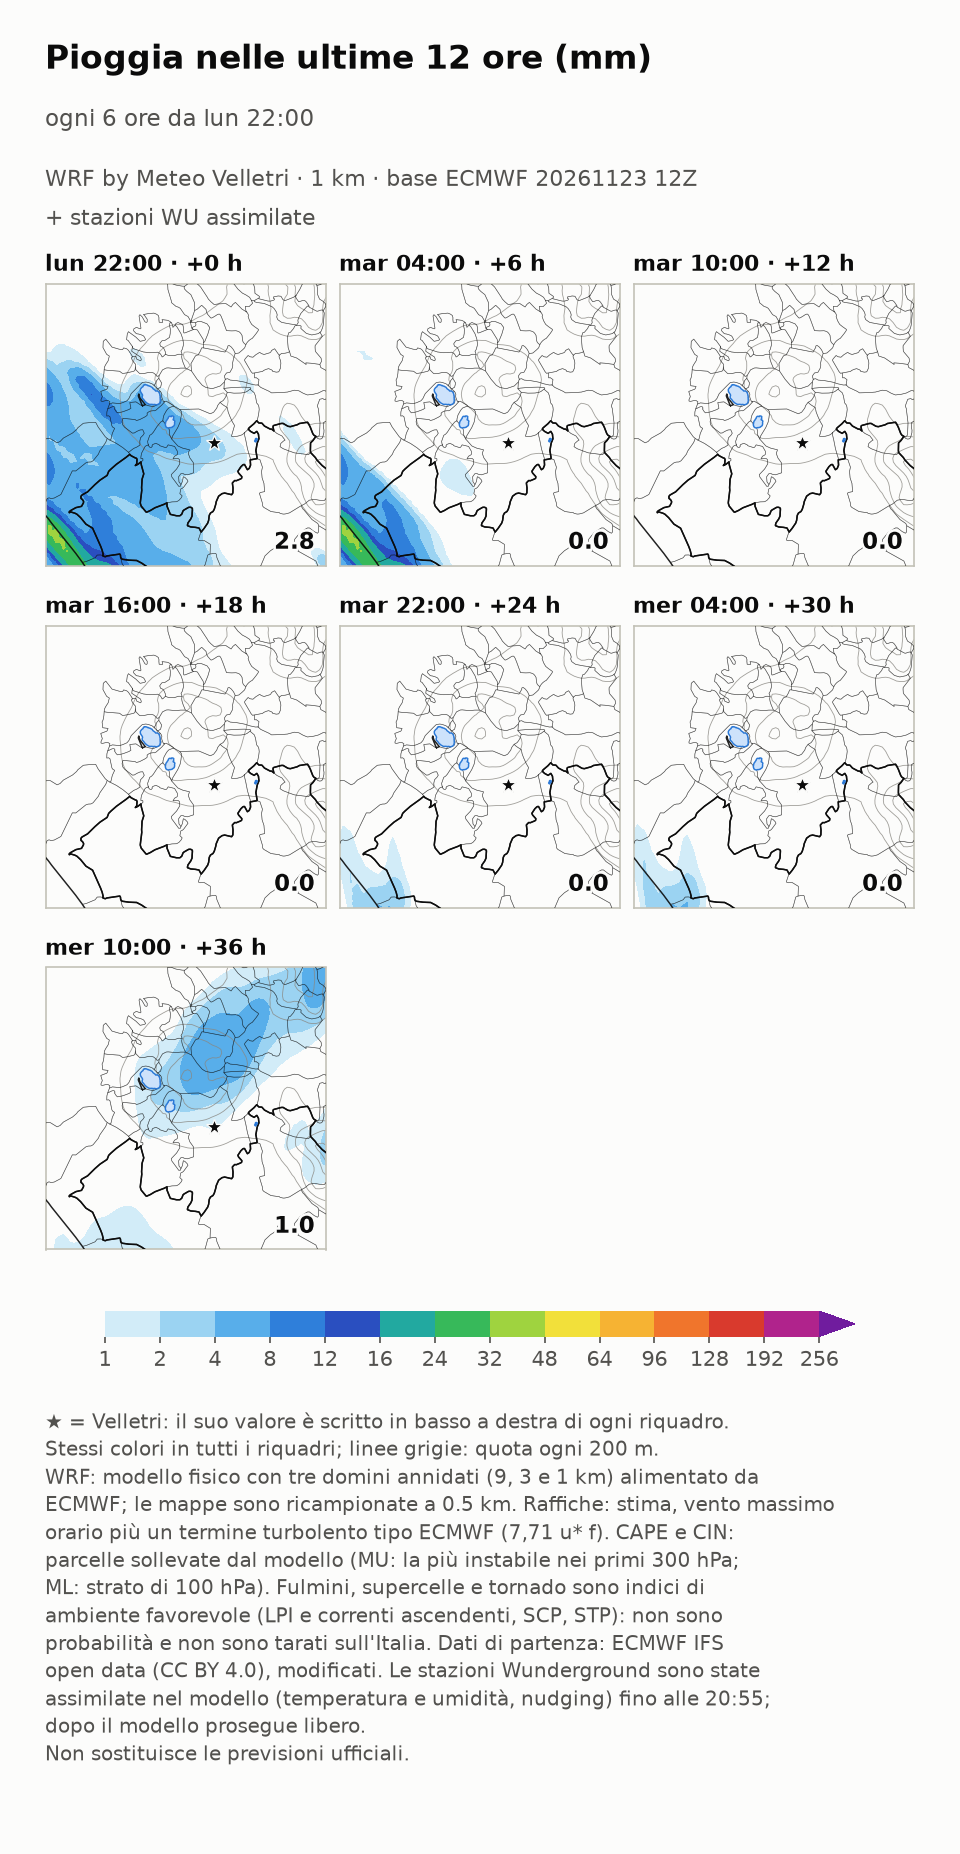 Pioggia nelle ultime 12 ore (mm)
ogni 6 ore da lun 22:00
WRF by Meteo Velletri · 1 km · base ECMWF 20261123 12Z
+ stazioni WU assimilate
lun 22:00 · +0 h
mar 04:00 · +6 h
mar 10:00 · +12 h
2.8
0.0
0.0
mar 16:00 · +18 h
mar 22:00 · +24 h
mer 04:00 · +30 h
0.0
0.0
0.0
mer 10:00 · +36 h
1.0
1 2 4 8 12 16 24 32 48 64 96 128 192 256
★ = Velletri: il suo valore è scritto in basso a destra di ogni riquadro.
Stessi colori in tutti i riquadri; linee grigie: quota ogni 200 m.
WRF: modello fisico con tre domini annidati (9, 3 e 1 km) alimentato da
ECMWF; le mappe sono ricampionate a 0.5 km. Raffiche: stima, vento massimo
orario più un termine turbolento tipo ECMWF (7,71 u* f). CAPE e CIN:
parcelle sollevate dal modello (MU: la più instabile nei primi 300 hPa;
ML: strato di 100 hPa). Fulmini, supercelle e tornado sono indici di
ambiente favorevole (LPI e correnti ascendenti, SCP, STP): non sono
probabilità e non sono tarati sull'Italia. Dati di partenza: ECMWF IFS
open data (CC BY 4.0), modificati. Le stazioni Wunderground sono state
assimilate nel modello (temperatura e umidità, nudging) fino alle 20:55;
dopo il modello prosegue libero.
Non sostituisce le previsioni ufficiali.